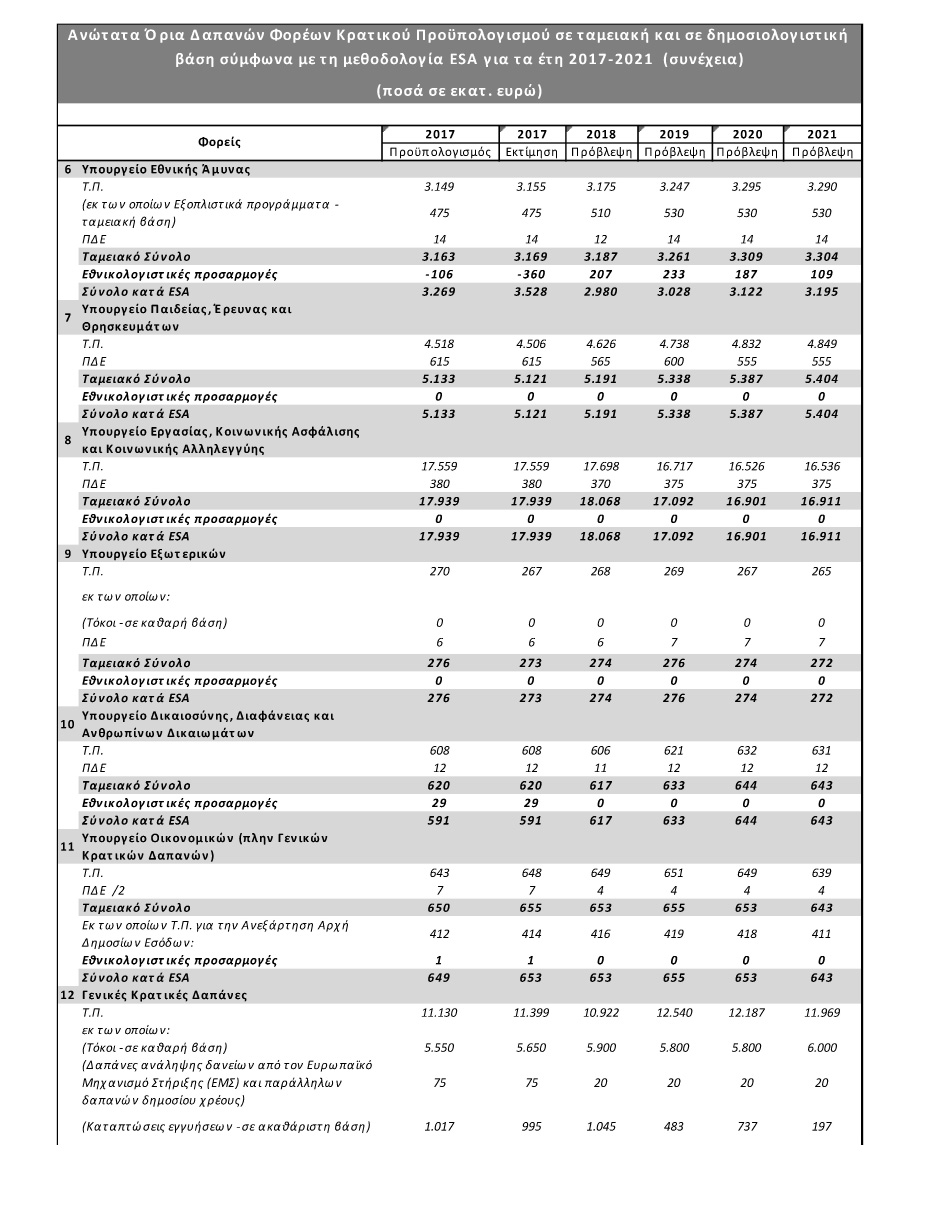 Ανώτατα Όρια Δαπανών Φορέων Κρατικού Προϋπολογισμού σε ταμειακή και σε δημοσιολογιστική
βάση σύμφωνα με τη μεθοδολογία ESA για τα έτη 2017-2021 (συνέχεια)
(ποσά σε εκατ. ευρώ)
Φορείς 2017 2017 2018 2019 2020 2021
Προϋπολογισμός Εκτίμηση Πρόβλεψη Πρόβλεψη Πρόβλεψη Πρόβλεψη
6 Υπουργείο Εθνικής Άμυνας
Τ.Π. 3.149 3.155 3.175 3.247 3.295 3.290
(εκ των οποίων Εξοπλιστικά προγράμματα -
ταμειακή βάση) 475 475 510 530 530 530
ΠΔΕ 14 14 12 14 14 14
Ταμειακό Σύνολο 3.163 3.169 3.187 3.261 3.309 3.304
Εθνικολογιστικές προσαρμογές -106 -360 207 233 187 109
Σύνολο κατά ESA 3.269 3.528 2.980 3.028 3.122 3.195
7 Υπουργείο Παιδείας, Έρευνας και
Θρησκευμάτων
Τ.Π. 4.518 4.506 4.626 4.738 4.832 4.849
ΠΔΕ 615 615 565 600 555 555
Ταμειακό Σύνολο 5.133 5.121 5.191 5.338 5.387 5.404
Εθνικολογιστικές προσαρμογές 0 0 0 0 0 0
Σύνολο κατά ESA 5.133 5.121 5.191 5.338 5.387 5.404
8 Υπουργείο Εργασίας, Κοινωνικής Ασφάλισης
και Κοινωνικής Αλληλεγγύης
Τ.Π. 17.559 17.559 17.698 16.717 16.526 16.536
ΠΔΕ 380 380 370 375 375 375
Ταμειακό Σύνολο 17.939 17.939 18.068 17.092 16.901 16.911
Εθνικολογιστικές προσαρμογές 0 0 0 0 0 0
Σύνολο κατά ESA 17.939 17.939 18.068 17.092 16.901 16.911
9 Υπουργείο Εξωτερικών
Τ.Π. 270 267 268 269 267 265
εκ των οποίων:
(Τόκοι -σε καθαρή βάση) 0 0 0 0 0 0
ΠΔΕ 6 6 6 7 7 7
Ταμειακό Σύνολο 276 273 274 276 274 272
Εθνικολογιστικές προσαρμογές 0 0 0 0 0 0
Σύνολο κατά ESA 276 273 274 276 274 272
10 Υπουργείο Δικαιοσύνης, Διαφάνειας και
Ανθρωπίνων Δικαιωμάτων
Τ.Π. 608 608 606 621 632 631
ΠΔΕ 12 12 11 12 12 12
Ταμειακό Σύνολο 620 620 617 633 644 643
Εθνικολογιστικές προσαρμογές 29 29 0 0 0 0
Σύνολο κατά ESA 591 591 617 633 644 643
11 Υπουργείο Οικονομικών (πλην Γενικών
Κρατικών Δαπανών)
Τ.Π. 643 648 649 651 649 639
ΠΔΕ /2 7 7 4 4 4 4
Ταμειακό Σύνολο 650 655 653 655 653 643
Εκ των οποίων Τ.Π. για την Ανεξάρτηση Αρχή
Δημοσίων Εσόδων: 412 414 416 419 418 411
Εθνικολογιστικές προσαρμογές 1 1 0 0 0 0
Σύνολο κατά ESA 649 653 653 655 653 643
12 Γενικές Κρατικές Δαπάνες
Τ.Π. 11.130 11.399 10.922 12.540 12.187 11.969
εκ των οποίων:
(Τόκοι -σε καθαρή βάση) 5.550 5.650 5.900 5.800 5.800 6.000
(Δαπάνες ανάληψης δανείων από τον Ευρωπαϊκό
Μηχανισμό Στήριξης (ΕΜΣ) και παράλληλων 75 75 20 20 20 20
δαπανών δημοσίου χρέους)
(Καταπτώσεις εγγυήσεων -σε ακαθάριστη βάση) 1.017 995 1.045 483 737 197